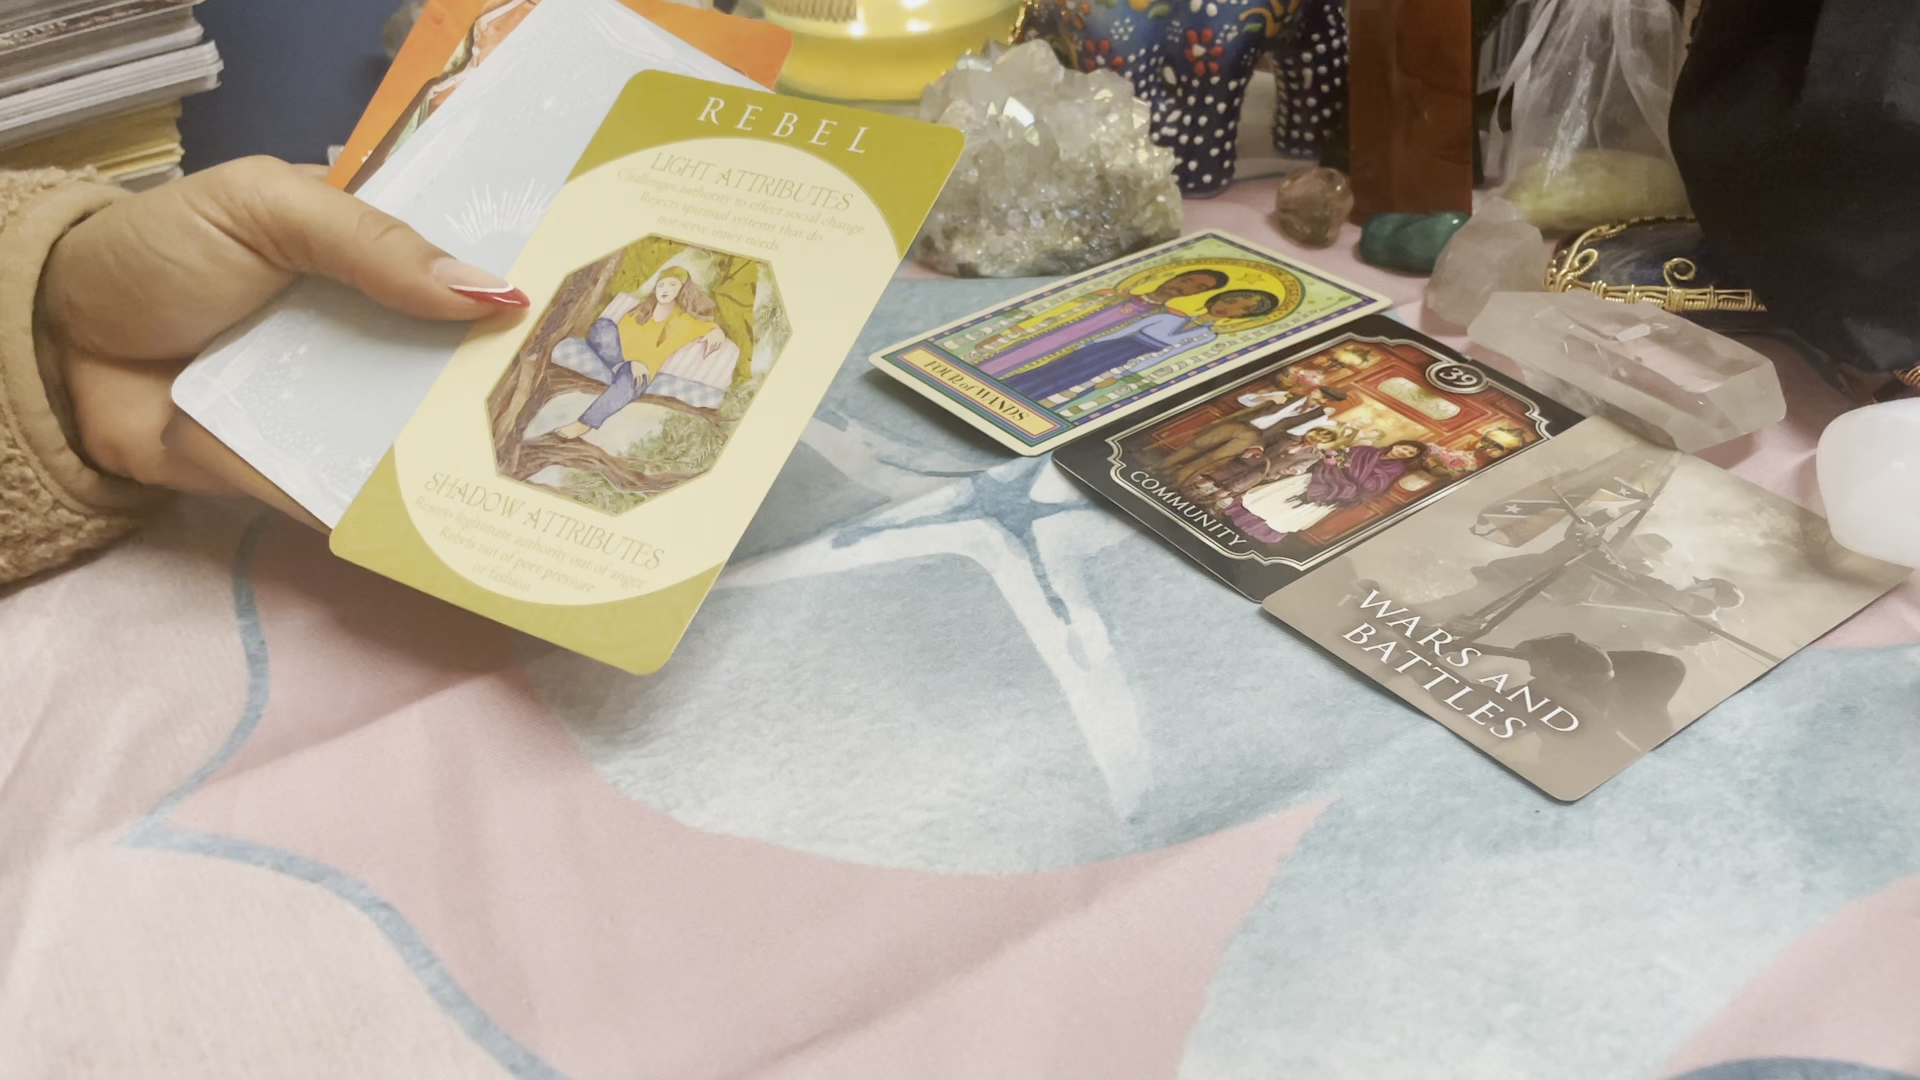 REBEL
LIGHT ATTRIBUTES
Challenges authority to effect social change
Rejects spiritual systems that do
not serve inner needs
SHADOW ATTRIBUTES
Rejects legitimate authority out of anger
Rebels out of peer pressure
or fashion
FOUR of WANDS
39
COMMUNITY
WARS AND
BATTLES